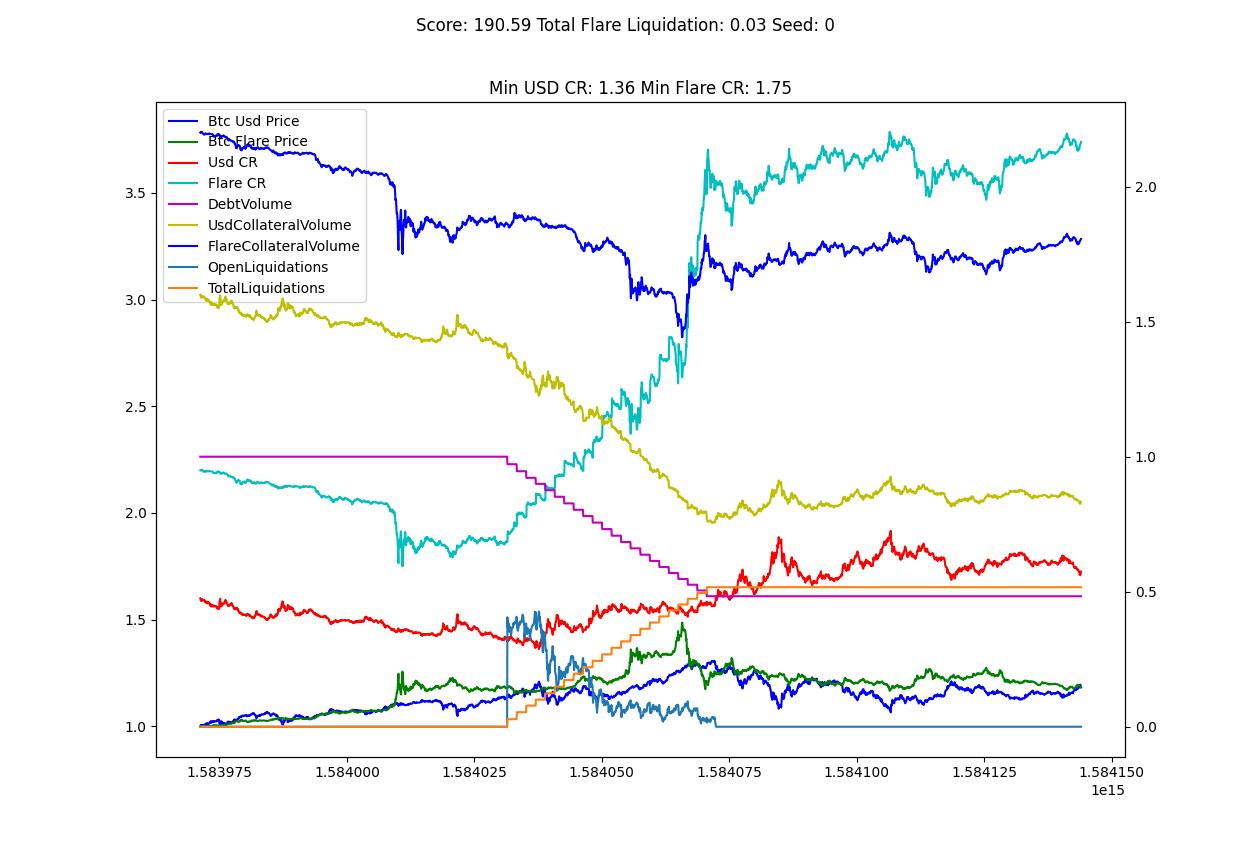 Score: 190.59 Total Flare Liquidation: 0.03 Seed: 0
Min USD CR: 1.36 Min Flare CR: 1.75
Btc Usd Price
Btc Flare Price
Usd CR
Flare CR
DebtVolume
UsdCollateralVolume
FlareCollateralVolume
OpenLiquidations
TotalLiquidations
3.5
3.0
2.5
2.0
1.5
1.0
2.0
1.5
1.0
0.5
0.0
1.583975
1.584000
1.584025
1.584050
1.584075
1.584100
1.584125
1.584150
1e15